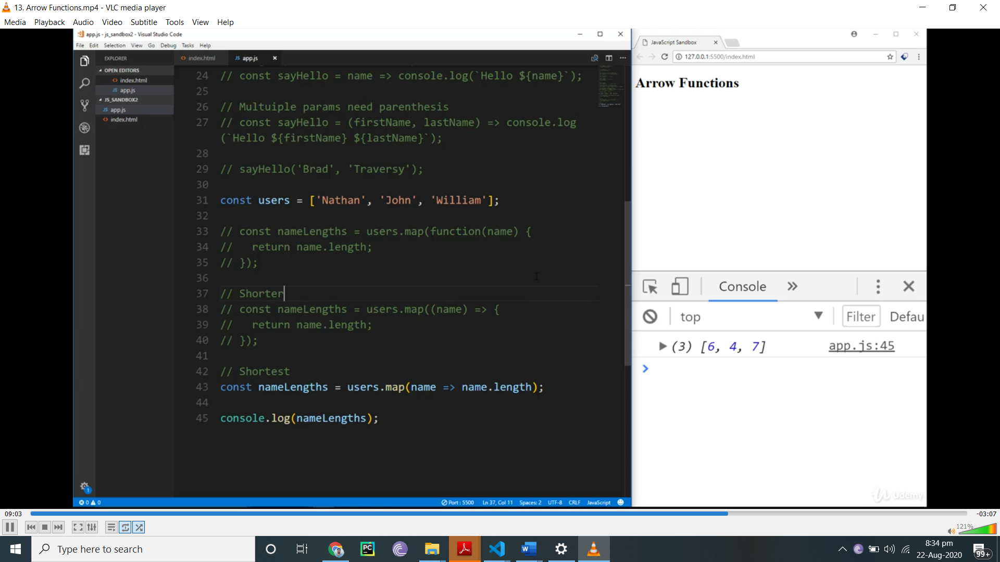 13. Arrow Functions.mp4 - VLC media player
Media Playback Audio Video Subtitle Tools View Help
app.js - js_sandbox2 - Visual Studio Code
File Edit Selection View Go Debug Tasks Help
EXPLORER
OPEN EDITORS
index.html
app.js
JS_SANDBOX2
JS app.js
index.html
index.html
JS app.js
24 // const sayHello = name => console.log(`Hello ${name}`);
25
26 // Multuiple params need parenthesis
27 // const sayHello = (firstName, lastName) => console.log
(`Hello ${firstName} ${lastName}`);
28
29 // sayHello('Brad', 'Traversy');
30
31 const users = ['Nathan', 'John', 'William'];
32
33 // const nameLengths = users.map(function(name) {
34 //   return name.length;
35 // });
36
37 // Shorter
38 // const nameLengths = users.map((name) => {
39 //   return name.length;
40 // });
41
42 // Shortest
43 const nameLengths = users.map(name => name.length);
44
45 console.log(nameLengths);
1
0 0
Port : 5500 Ln 37, Col 11 Spaces: 2 UTF-8 CRLF JavaScript
JavaScript Sandbox
127.0.0.1:5500/index.html
Arrow Functions
Console
top Filter Defau
(3) [6, 4, 7] app.js:45
Udemy
09:03 -03:07
121%
Type here to search
PC
W
8:34 pm
22-Aug-2020
99+